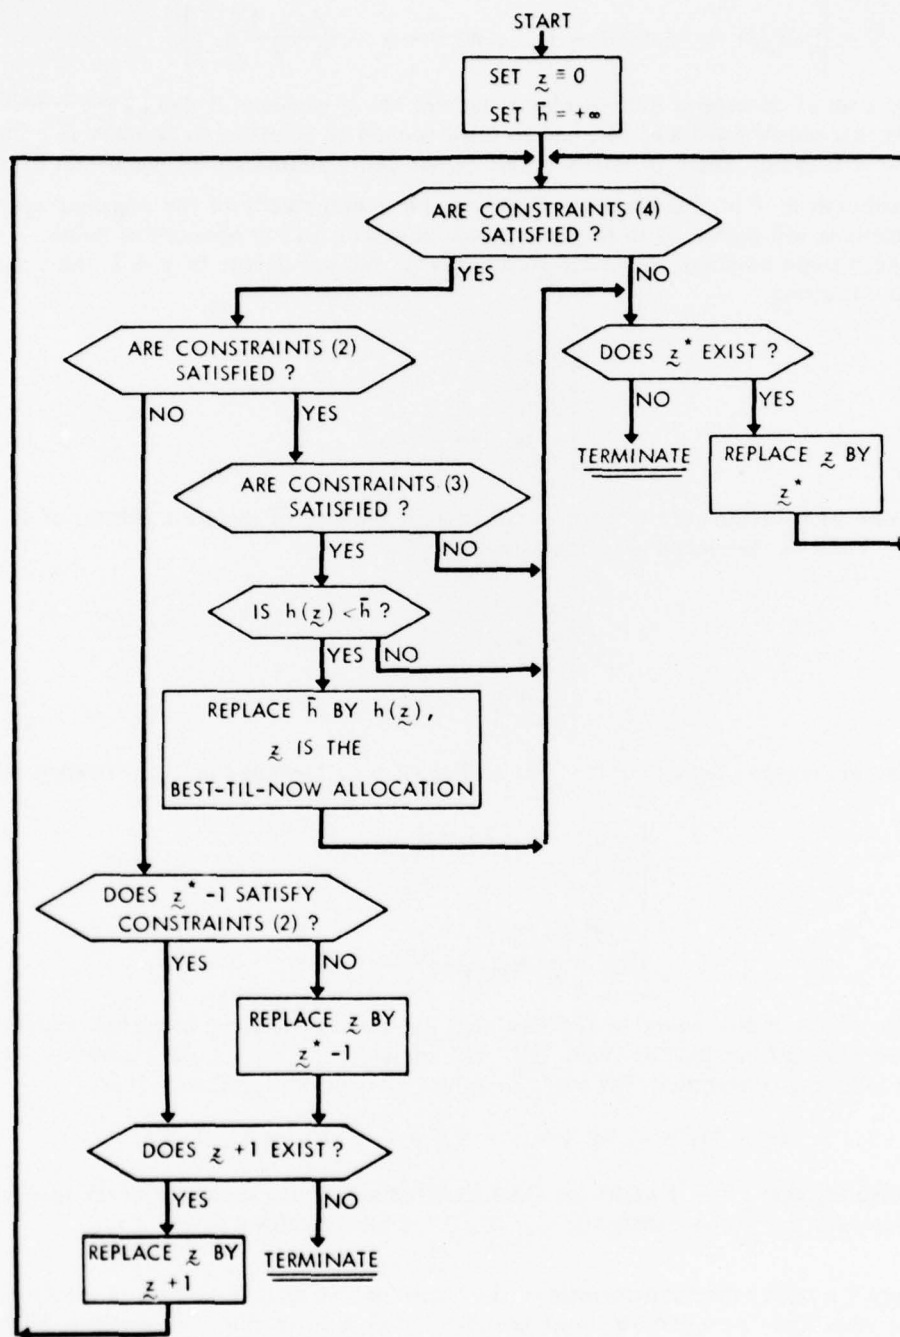 START
SET z = 0
SET h̄ = +∞
ARE CONSTRAINTS (4)
SATISFIED ?
YES
NO
ARE CONSTRAINTS (2)
SATISFIED ?
DOES z* EXIST ?
NO
YES
NO
YES
TERMINATE
REPLACE z BY
z*
ARE CONSTRAINTS (3)
SATISFIED ?
YES
NO
IS h(z) < h̄ ?
YES
NO
REPLACE h̄ BY h(z),
z IS THE
BEST-TIL-NOW ALLOCATION
DOES z* -1 SATISFY
CONSTRAINTS (2) ?
YES
NO
REPLACE z BY
z* -1
DOES z +1 EXIST ?
YES
NO
REPLACE z BY
z +1
TERMINATE